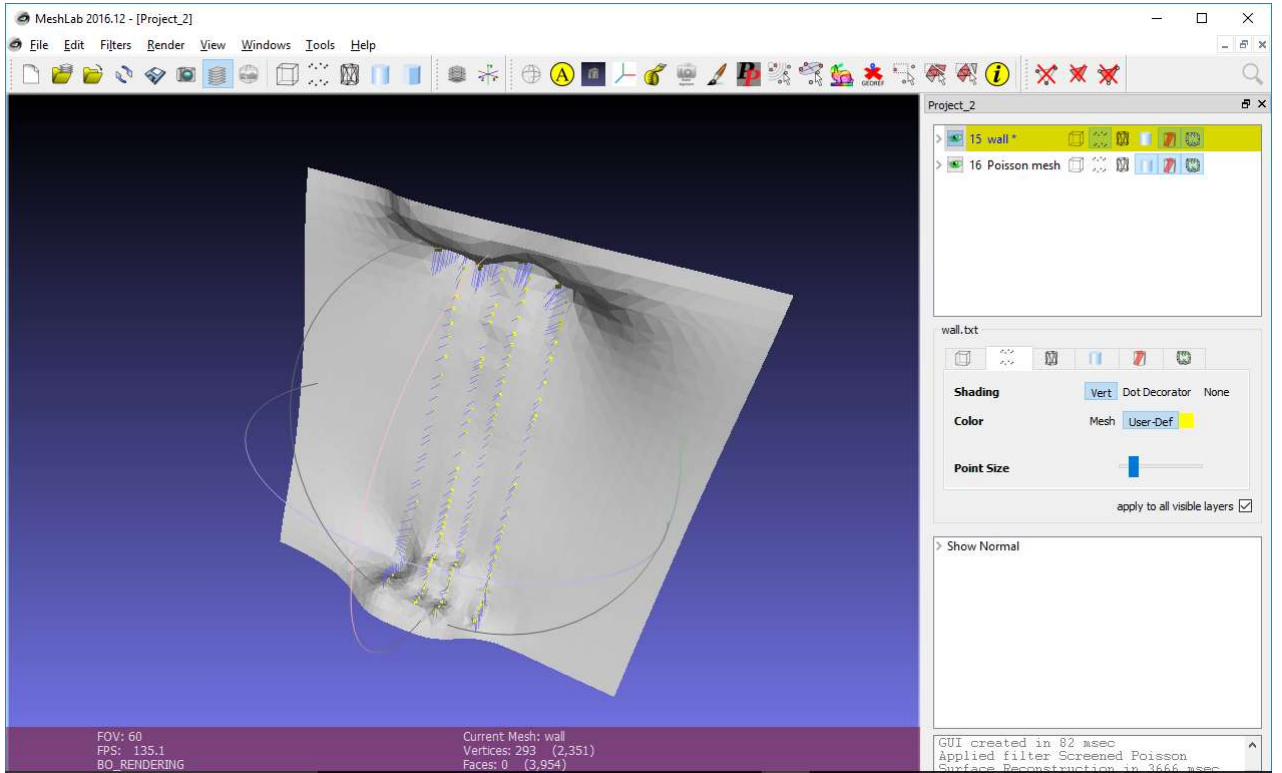 MeshLab 2016.12 - [Project_2]
File Edit Filters Render View Windows Tools Help
A PP GEOREF i
Project_2
15 wall *
16 Poisson mesh
wall.txt
Shading Vert Dot Decorator None
Color Mesh User-Def
Point Size
apply to all visible layers
Show Normal
FOV: 60
FPS: 135.1
BO_RENDERING
Current Mesh: wall
Vertices: 293 (2,351)
Faces: 0 (3,954)
GUI created in 82 msec
Applied filter Screened Poisson
Surface Reconstruction in 3666 msec